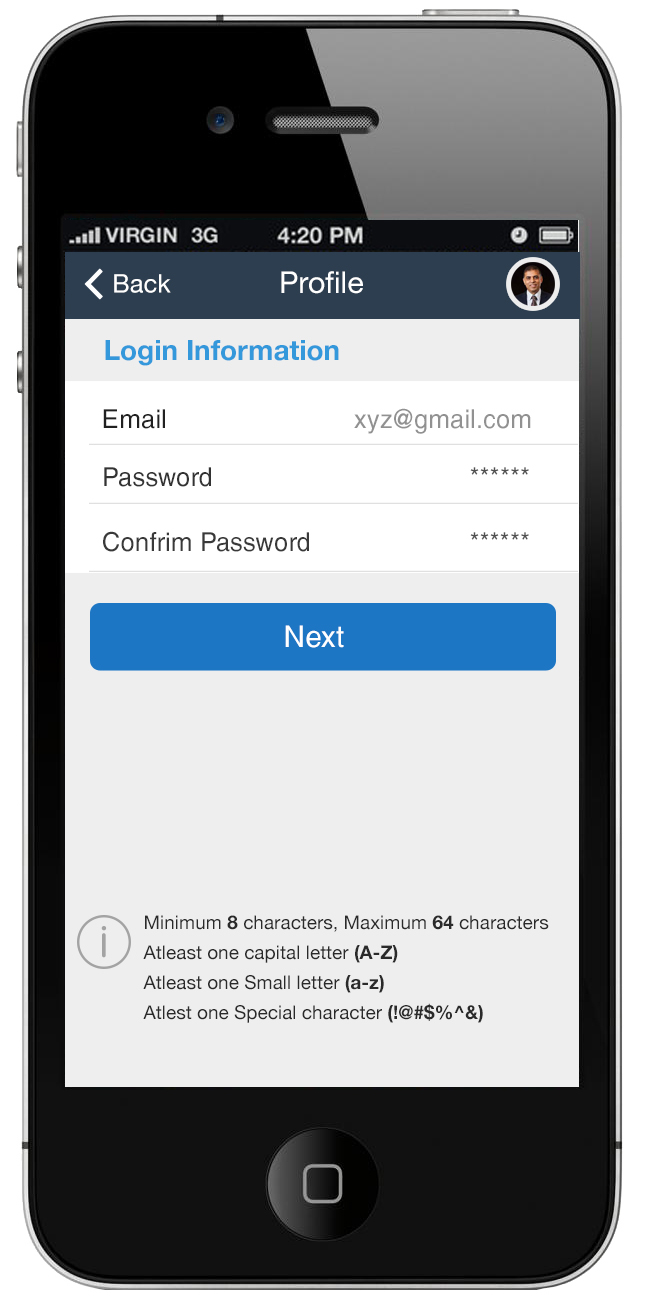 VIRGIN 3G 4:20 PM
Back Profile
Login Information
Email xyz@gmail.com
Password ******
Confrim Password ******
Next
Minimum 8 characters, Maximum 64 characters
Atleast one capital letter (A-Z)
Atleast one Small letter (a-z)
Atlest one Special character (!@#$%^&)